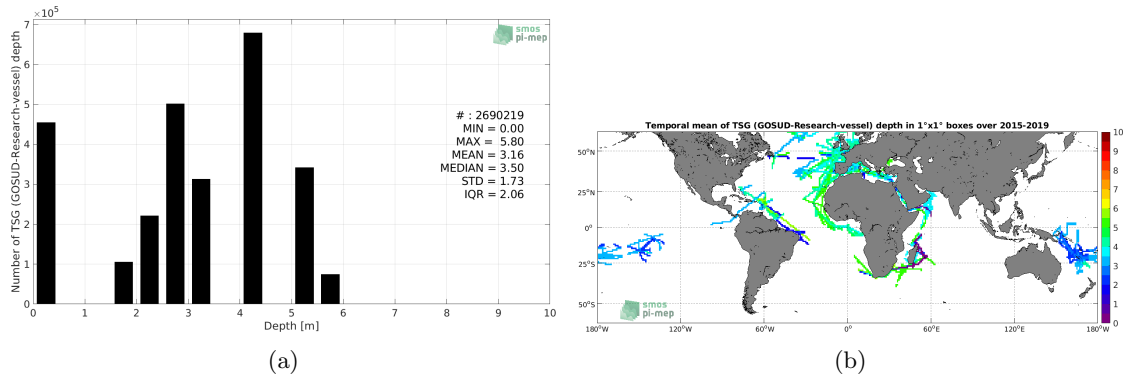 smos
pi-mep
7
×10⁵
6
5
4
3
2
1
0
Number of TSG (GOSUD-Research-vessel) depth
# : 2690219
MIN = 0.00
MAX = 5.80
MEAN = 3.16
MEDIAN = 3.50
STD = 1.73
IQR = 2.06
0 1 2 3 4 5 6 7 8 9 10
Depth [m]
(a)
Temporal mean of TSG (GOSUD-Research-vessel) depth in 1°x1° boxes over 2015-2019
50°N
25°N
0°
25°S
50°S
smos
pi-mep
180°W 120°W 60°W 0° 60°E 120°E 180°W
10
9
8
7
6
5
4
3
2
1
0
(b)